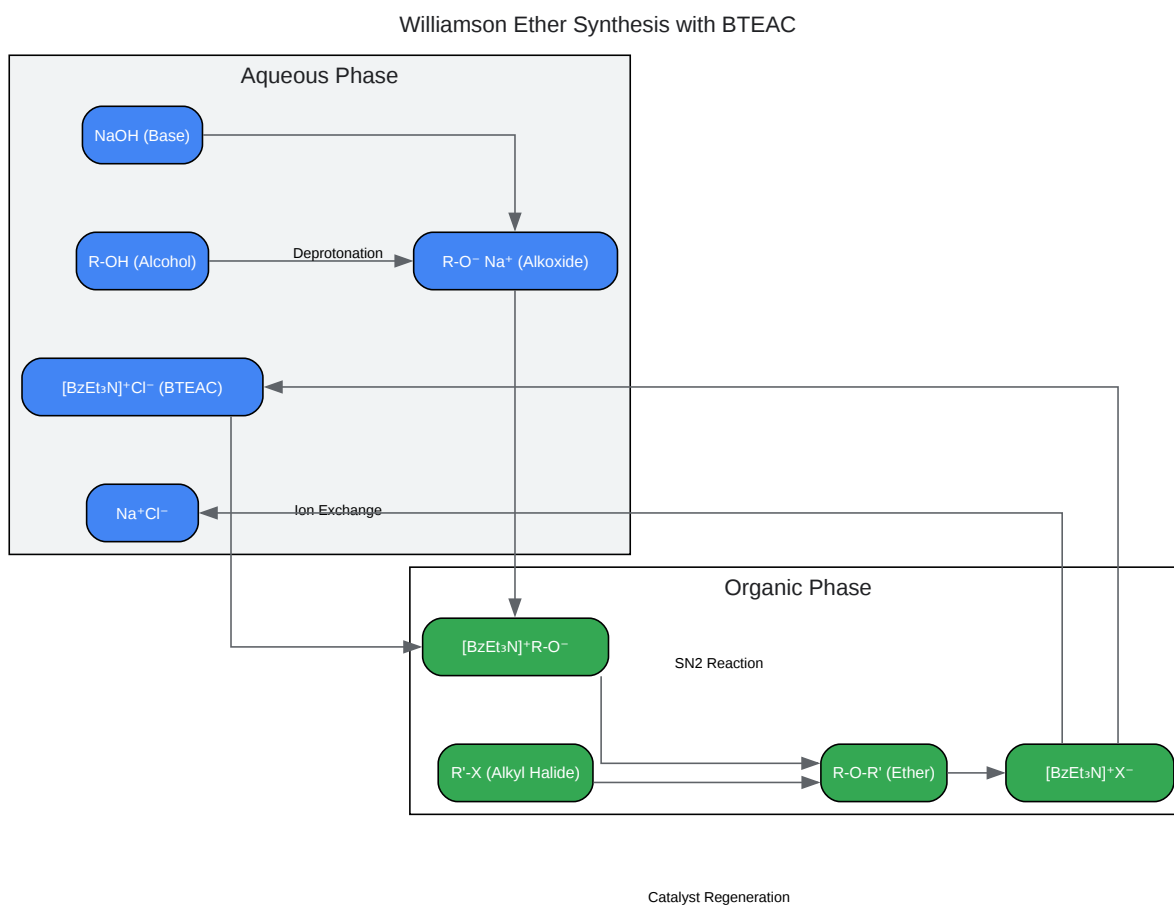 Williamson Ether Synthesis with BTEAC
Aqueous Phase
NaOH (Base)
R-OH (Alcohol)
Deprotonation
R-O⁻ Na⁺ (Alkoxide)
[BzEt₃N]⁺Cl⁻ (BTEAC)
Na⁺Cl⁻
Ion Exchange
Organic Phase
[BzEt₃N]⁺R-O⁻
SN2 Reaction
R'-X (Alkyl Halide)
R-O-R' (Ether)
[BzEt₃N]⁺X⁻
Catalyst Regeneration